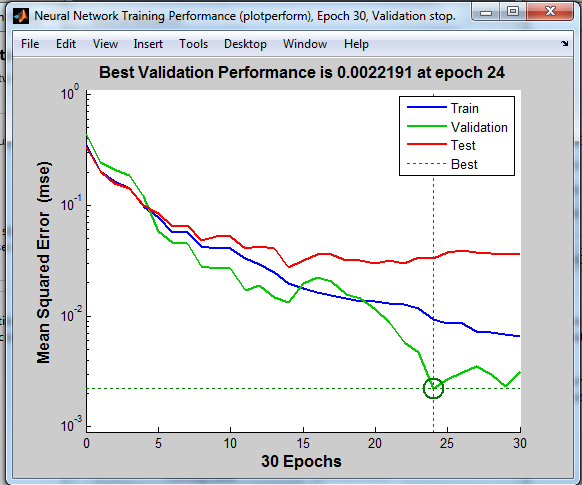 Neural Network Training Performance (plotperform), Epoch 30, Validation stop.
File Edit View Insert Tools Desktop Window Help
Best Validation Performance is 0.0022191 at epoch 24
Mean Squared Error (mse)
10^0
10^-1
10^-2
10^-3
Train
Validation
Test
Best
0 5 10 15 20 25 30
30 Epochs